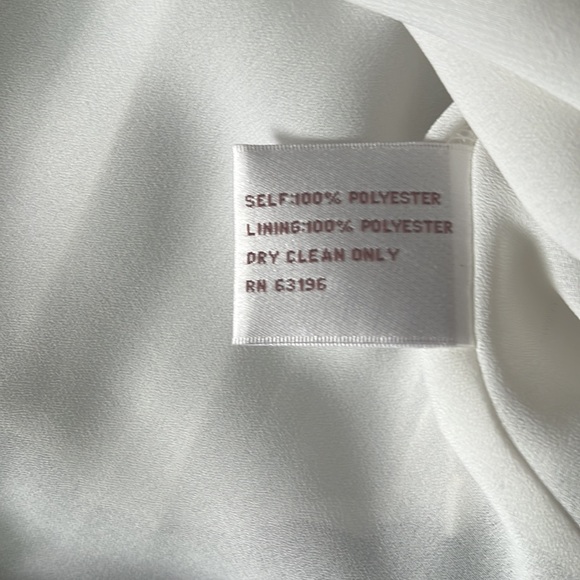 SELF:100% POLYESTER
LINING:100% POLYESTER
DRY CLEAN ONLY
RN 63196